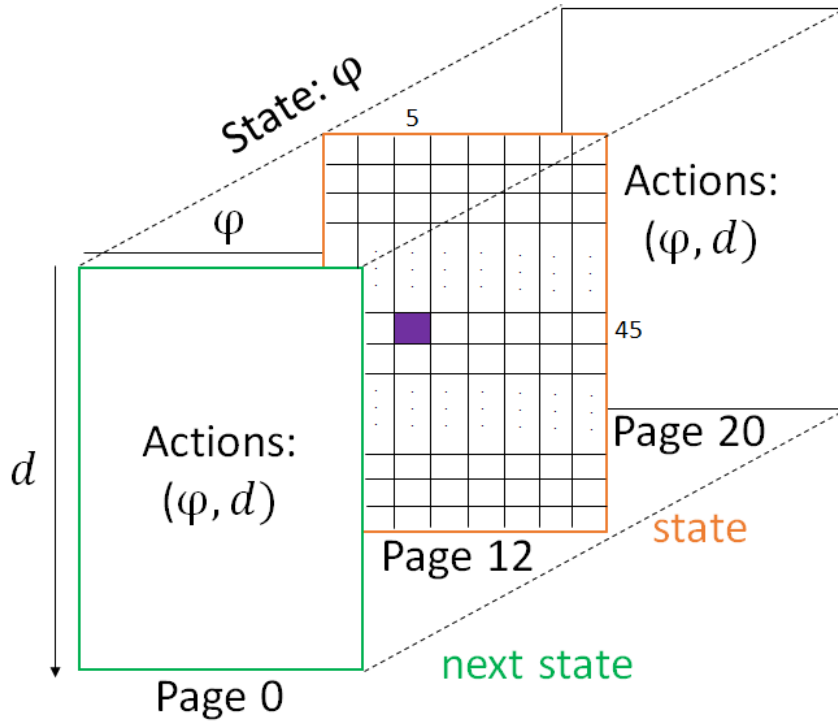 State: φ
5
φ
Actions:
(φ, d)
45
d
Actions:
(φ, d)
Page 20
state
Page 12
next state
Page 0